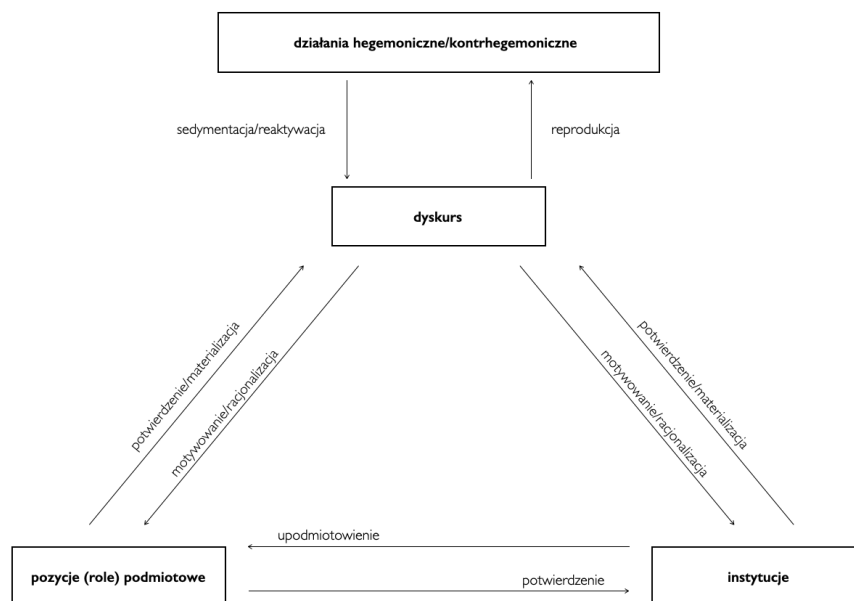 działania hegemoniczne/kontrhegemoniczne
sedymentacja/reaktywacja
reprodukcja
dyskurs
potwierdzenie/materializacja
motywowanie/racjonalizacja
motywowanie/racjonalizacja
potwierdzenie/materializacja
upodmiotowienie
pozycje (role) podmiotowe
potwierdzenie
instytucje